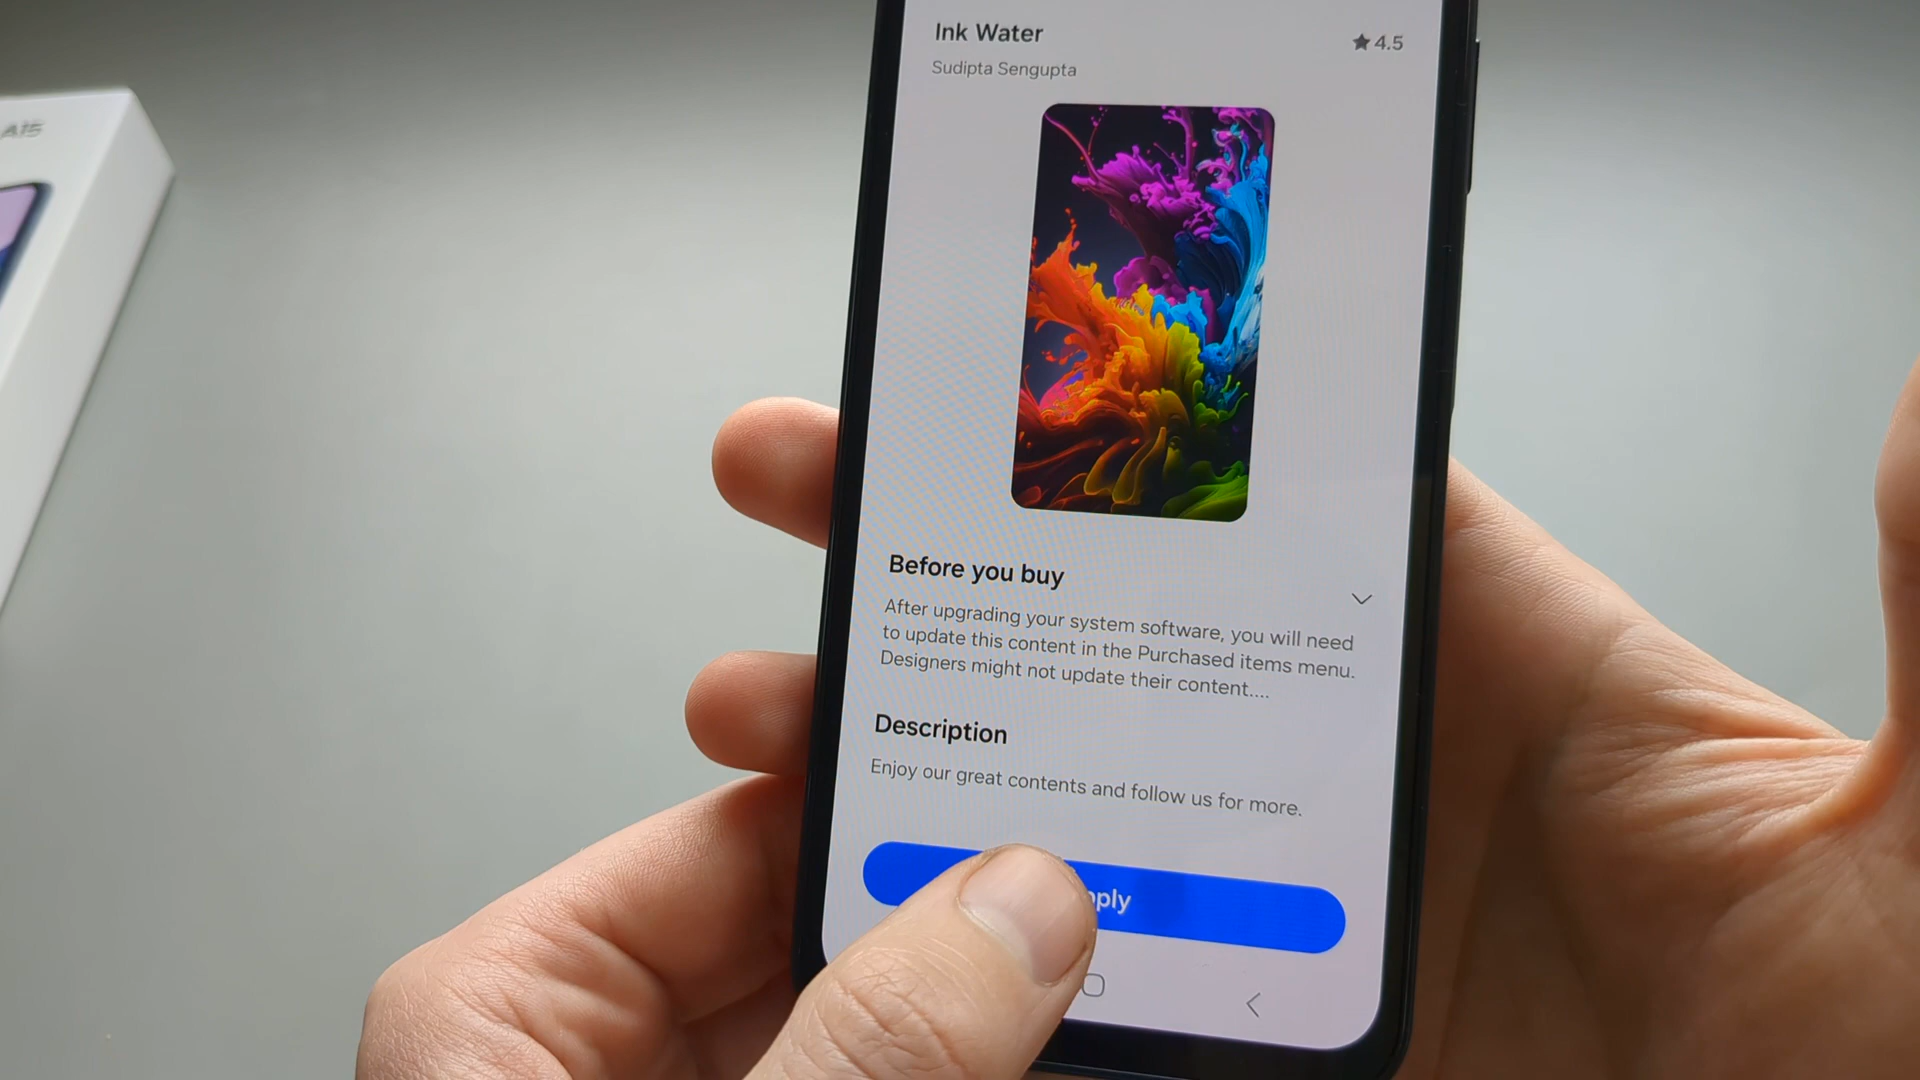 A15
Ink Water
4.5
Sudipta Sengupta
Before you buy
After upgrading your system software, you will need
to update this content in the Purchased items menu.
Designers might not update their content....
Description
Enjoy our great contents and follow us for more.
pply